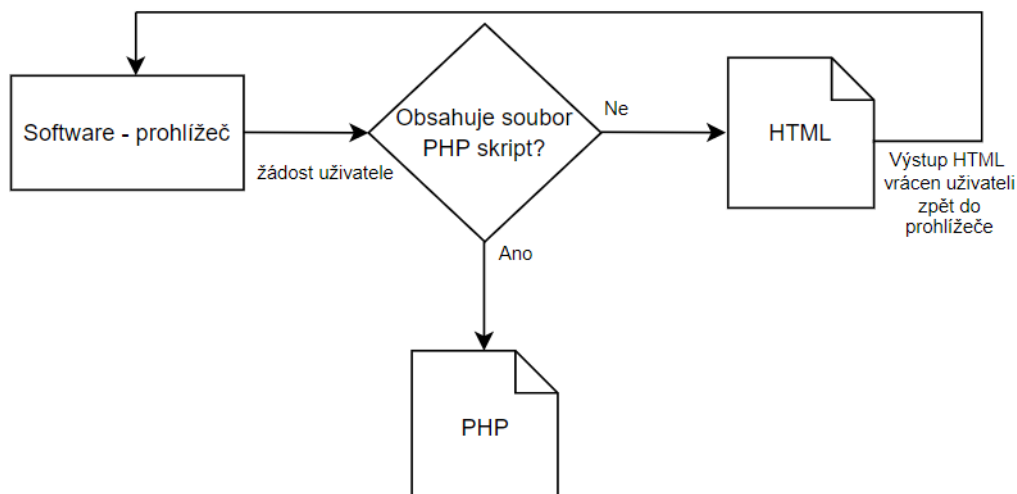 Software - prohlížeč
žádost uživatele
Obsahuje soubor
PHP skript?
Ne
HTML
Výstup HTML
vrácen uživateli
zpět do
prohlížeče
Ano
PHP